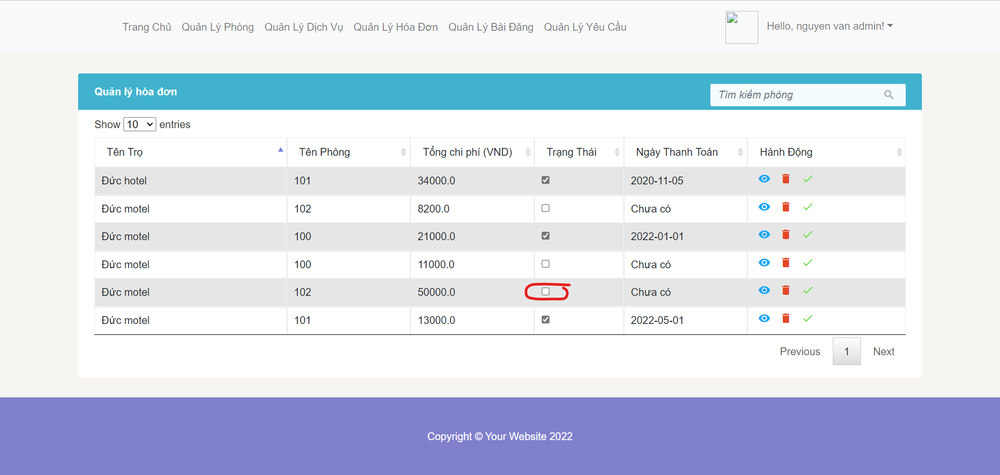 Trang Chủ Quản Lý Phòng Quản Lý Dịch Vụ Quản Lý Hóa Đơn Quản Lý Bài Đăng Quản Lý Yêu Cầu Hello, nguyen van admin!
Quản lý hóa đơn Tìm kiếm phòng
Show 10 entries
Tên Trọ Tên Phòng Tổng chi phí (VND) Trạng Thái Ngày Thanh Toán Hành Động
Đức hotel 101 34000.0 2020-11-05
Đức motel 102 8200.0 Chưa có
Đức motel 100 21000.0 2022-01-01
Đức motel 100 11000.0 Chưa có
Đức motel 102 50000.0 Chưa có
Đức motel 101 13000.0 2022-05-01
Previous 1 Next
Copyright © Your Website 2022